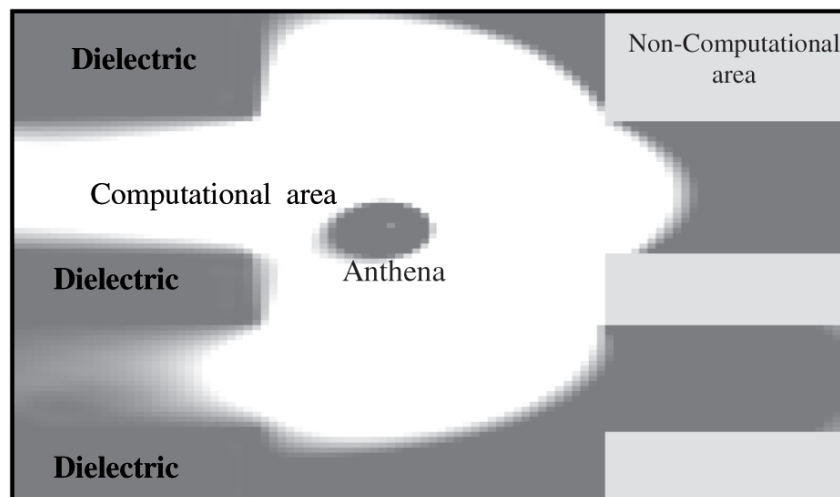 Dielectric
Non-Computational
area
Computational area
Anthena
Dielectric
Dielectric